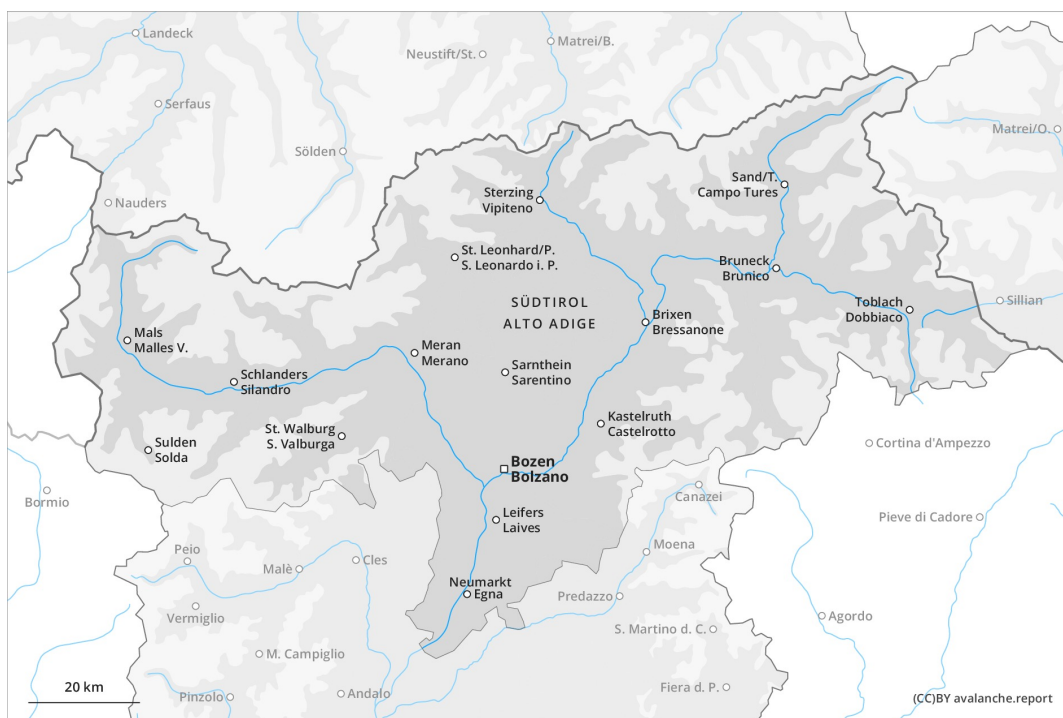 Landeck
Neustift/St.
Matrei/B.
Serfaus
Matrei/O.
Sölden
Nauders
Sand/T.
Campo Tures
Sterzing
Vipiteno
St. Leonhard/P.
S. Leonardo i. P.
Bruneck
Brunico
SÜDTIROL
ALTO ADIGE
Toblach
Dobbiaco
Sillian
Brixen
Bressanone
Mals
Malles V.
Meran
Merano
Sarnthein
Sarentino
Schlanders
Silandro
St. Walburg
S. Valburga
Kastelruth
Castelrotto
Sulden
Solda
Cortina d'Ampezzo
Bozen
Bolzano
Bormio
Canazei
Leifers
Laives
Pieve di Cadore
Peio
Moena
Cles
Malè
Neumarkt
Egna
Predazzo
Vermiglio
Agordo
S. Martino d. C.
M. Campiglio
20 km
Pinzolo
Andalo
Fiera d. P.
(CC)BY avalanche.report